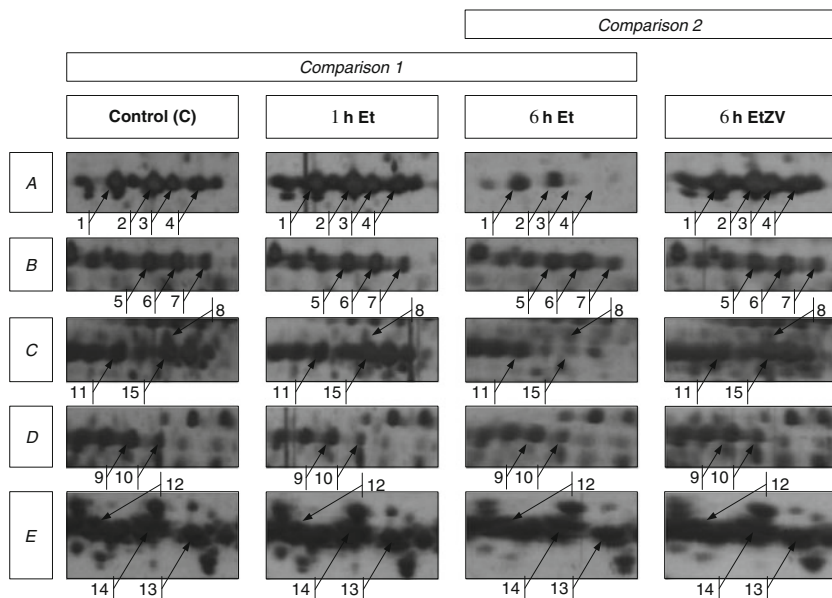 Comparison 2
Comparison 1
Control (C) 1 h Et 6 h Et 6 h EtZV
A
1 2 3 4 1 2 3 4 1 2 3 4 1 2 3 4
B
5 6 7 5 6 7 5 6 7 5 6 7
8 8 8 8
C
11 15 11 15 11 15 11 15
D
9 10 9 10 9 10 9 10
12 12 12 12
E
14 13 14 13 14 13 14 13